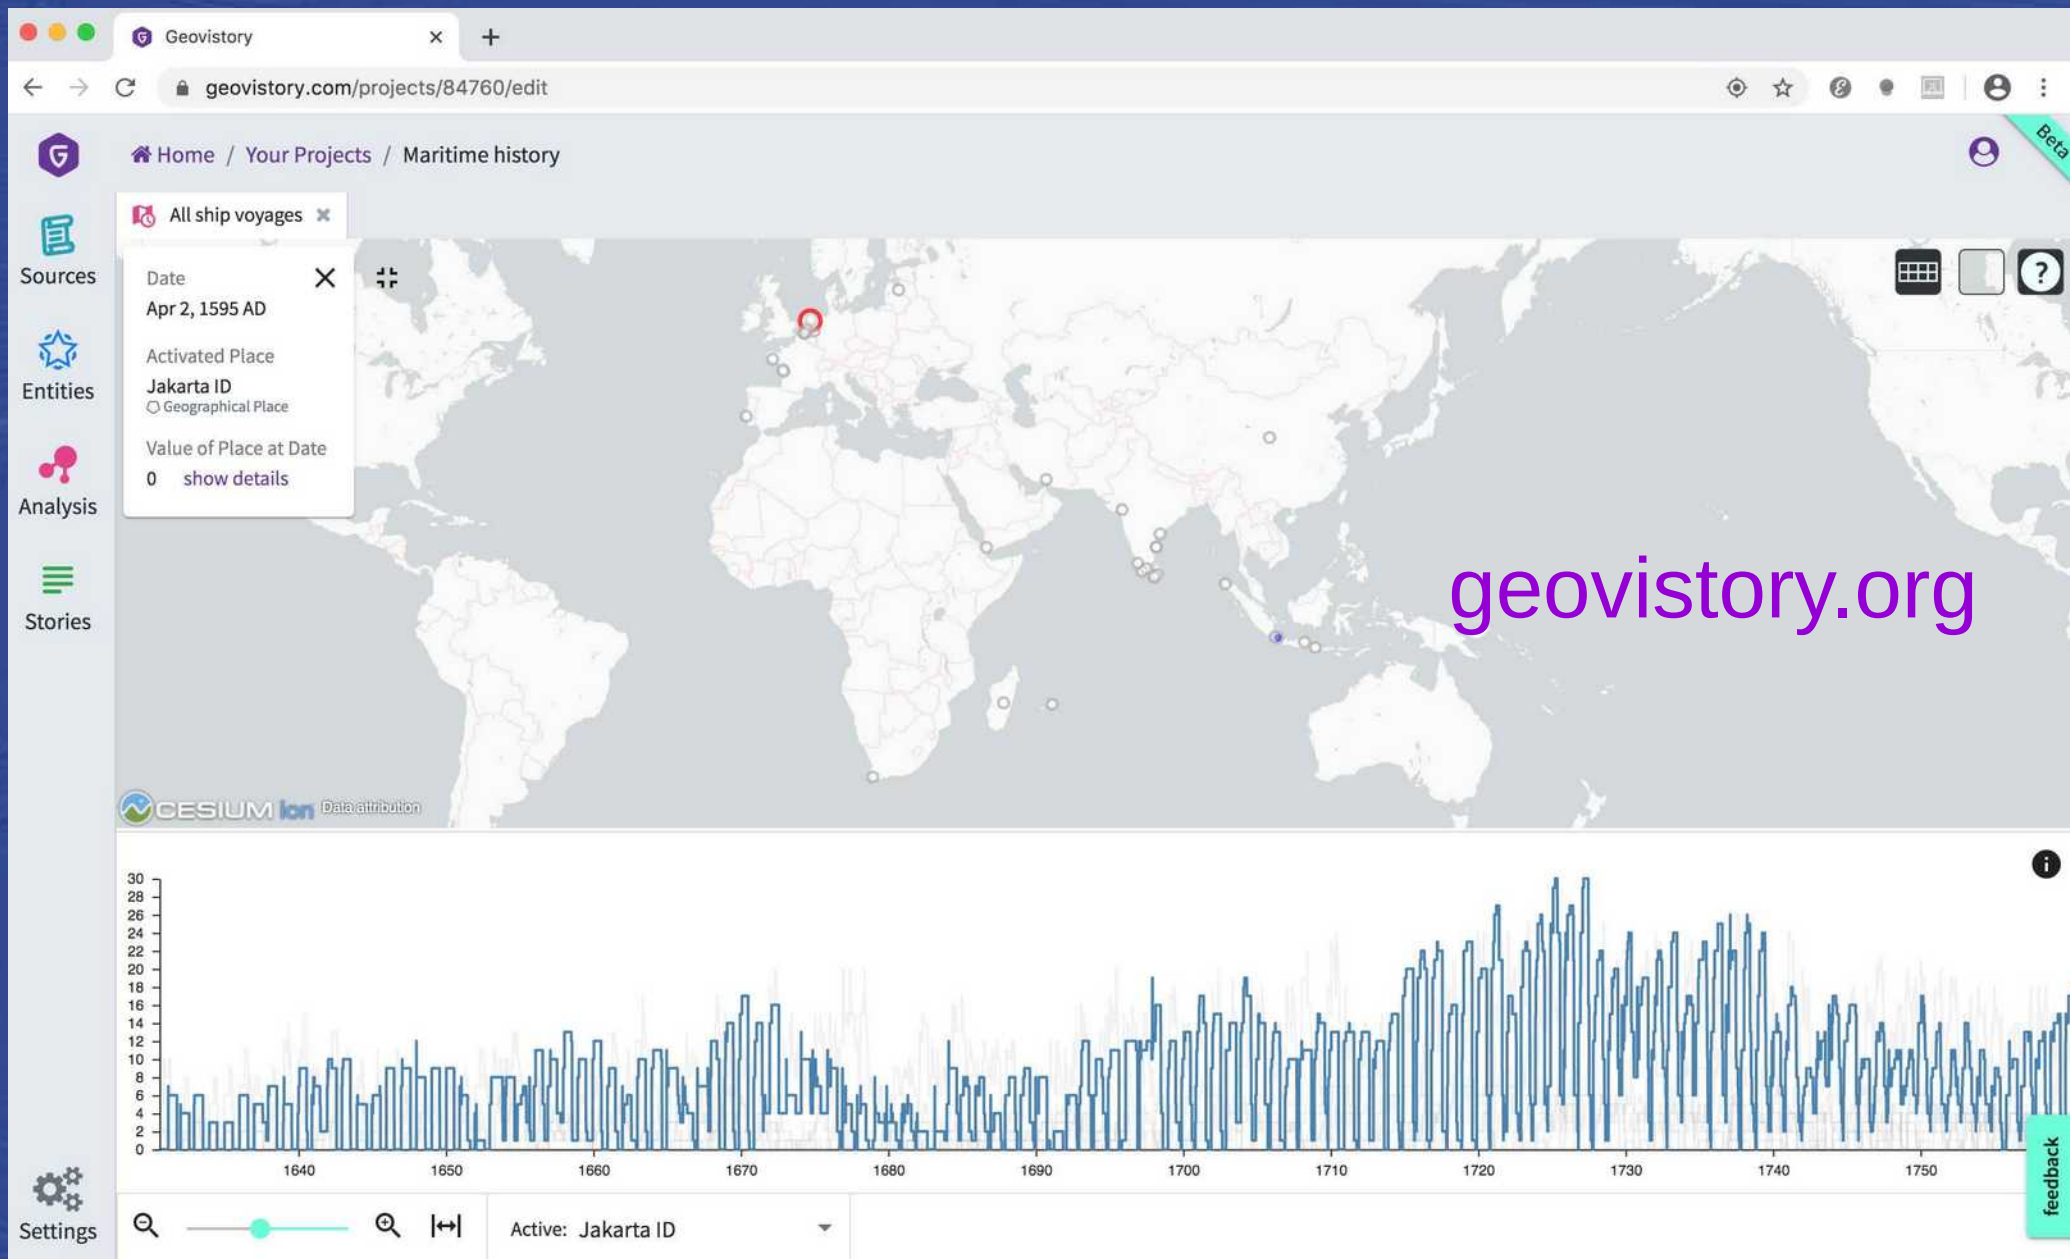 Geovistory
geovistory.com/projects/84760/edit
Beta
Home / Your Projects / Maritime history
All ship voyages
Sources
Entities
Analysis
Stories
Settings
Date
Apr 2, 1595 AD
Activated Place
Jakarta ID
Geographical Place
Value of Place at Date
0 show details
geovistory.org
CESIUM ion Data attribution
30
28
26
24
22
20
18
16
14
12
10
8
6
4
2
0
1640 1650 1660 1670 1680 1690 1700 1710 1720 1730 1740 1750
feedback
Active: Jakarta ID